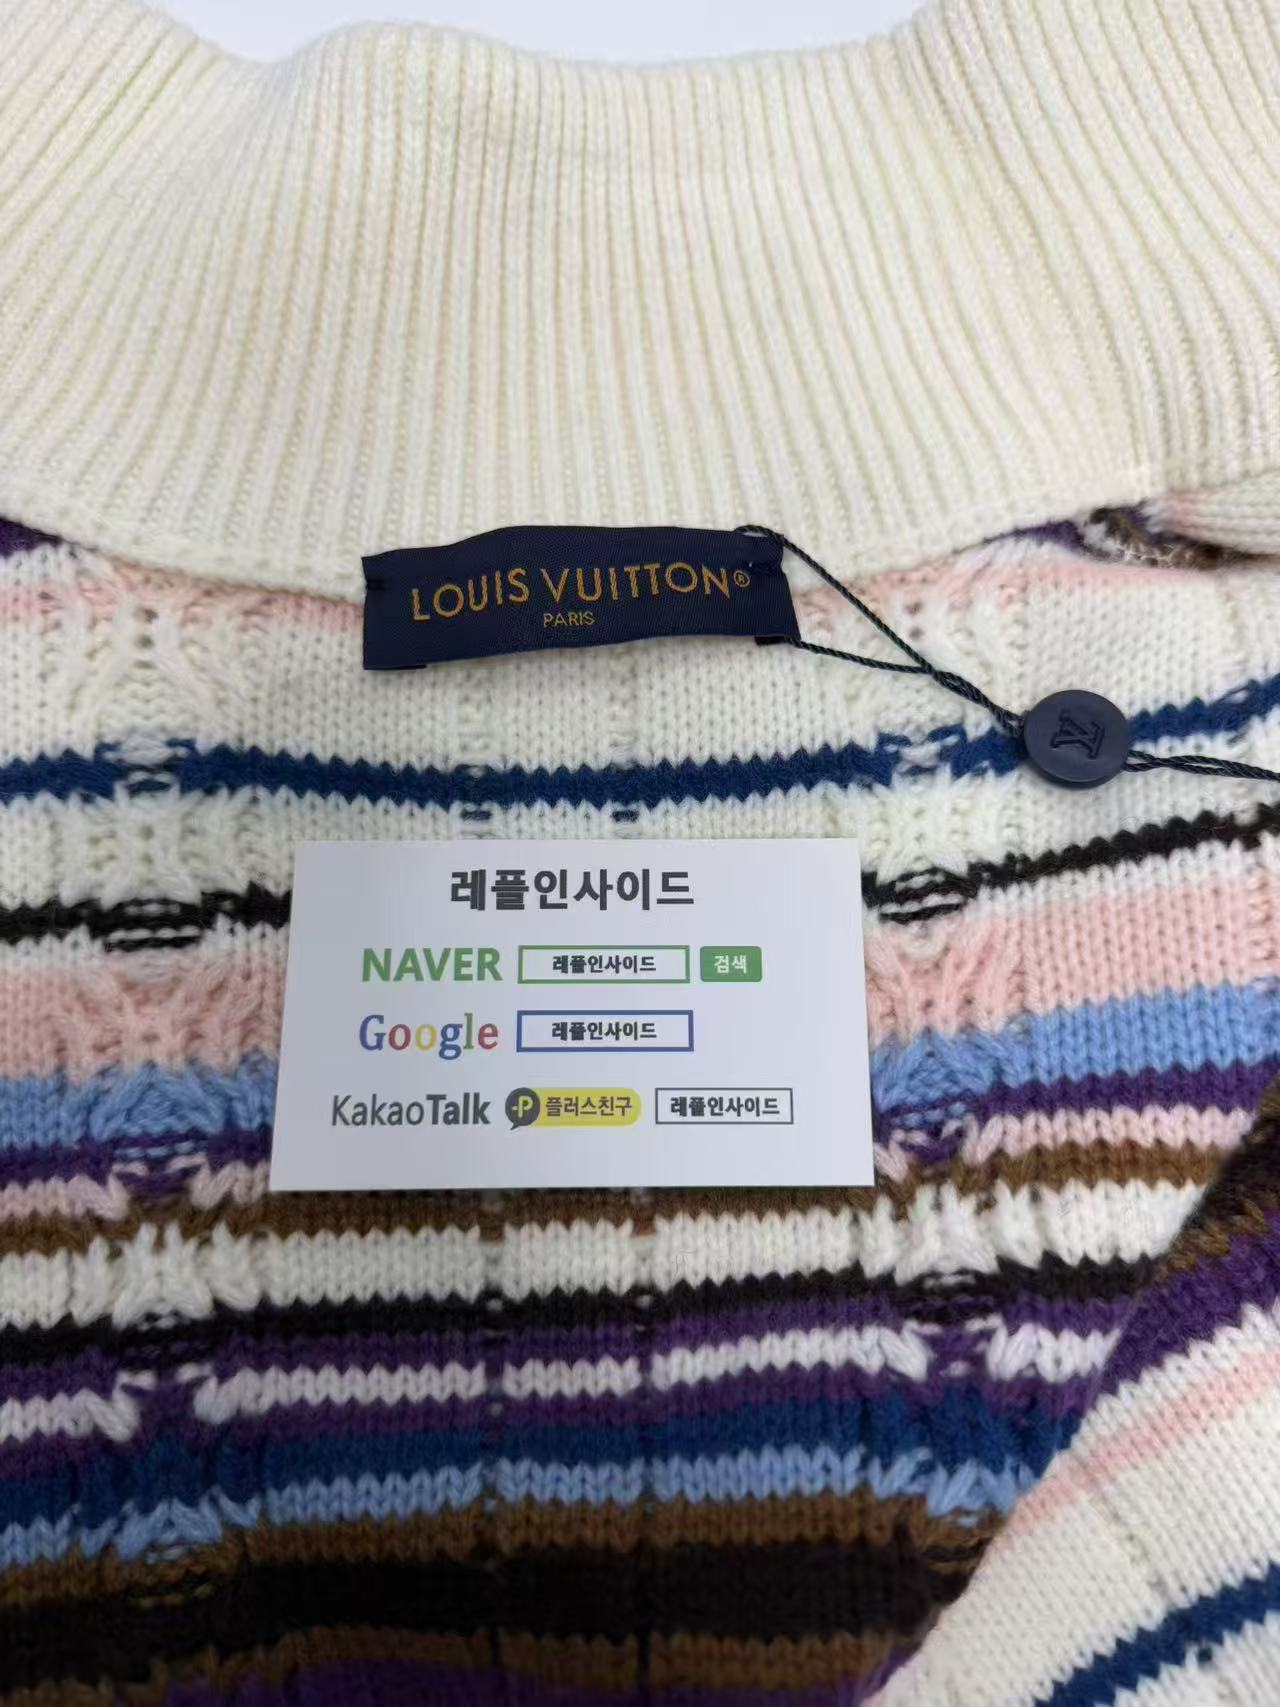 LOUIS VUITTON®
PARIS
LV
레플인사이드
NAVER 레플인사이드 검색
Google 레플인사이드
KakaoTalk P 플러스친구 레플인사이드